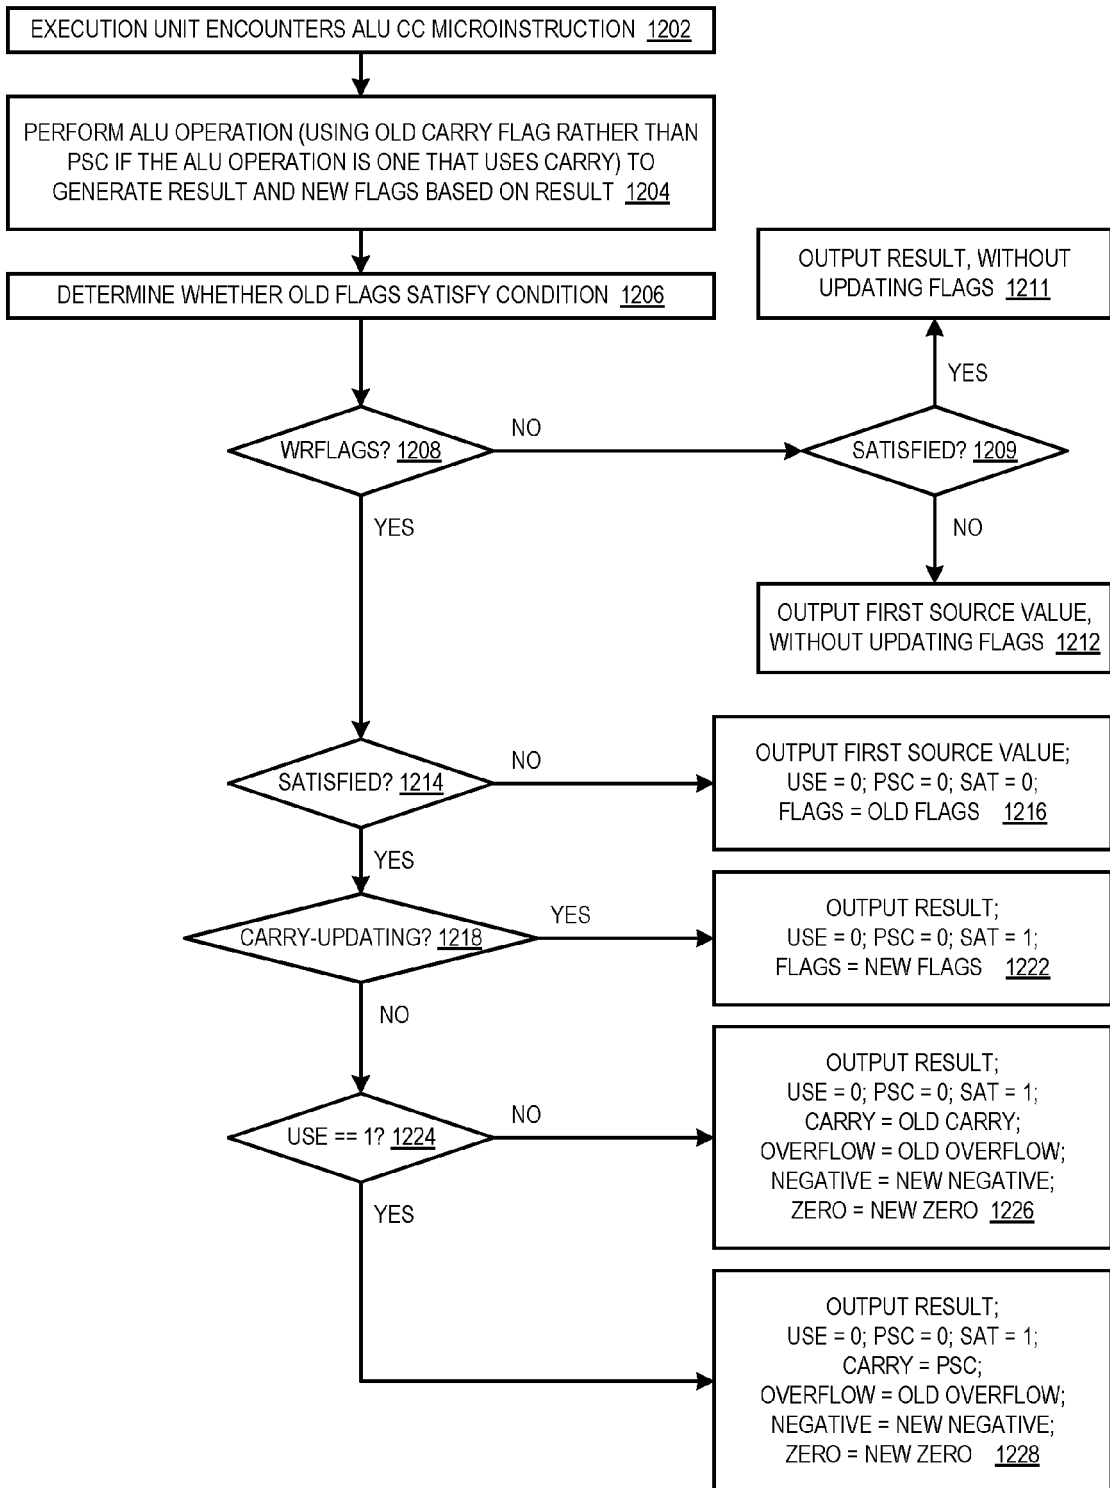 EXECUTION UNIT ENCOUNTERS ALU CC MICROINSTRUCTION 1202
PERFORM ALU OPERATION (USING OLD CARRY FLAG RATHER THAN
PSC IF THE ALU OPERATION IS ONE THAT USES CARRY) TO
GENERATE RESULT AND NEW FLAGS BASED ON RESULT 1204
DETERMINE WHETHER OLD FLAGS SATISFY CONDITION 1206
OUTPUT RESULT, WITHOUT
UPDATING FLAGS 1211
YES
WRFLAGS? 1208
NO
SATISFIED? 1209
YES
NO
OUTPUT FIRST SOURCE VALUE,
WITHOUT UPDATING FLAGS 1212
SATISFIED? 1214
NO
OUTPUT FIRST SOURCE VALUE;
USE = 0; PSC = 0; SAT = 0;
FLAGS = OLD FLAGS 1216
YES
CARRY-UPDATING? 1218
YES
OUTPUT RESULT;
USE = 0; PSC = 0; SAT = 1;
FLAGS = NEW FLAGS 1222
NO
USE == 1? 1224
NO
OUTPUT RESULT;
USE = 0; PSC = 0; SAT = 1;
CARRY = OLD CARRY;
OVERFLOW = OLD OVERFLOW;
NEGATIVE = NEW NEGATIVE;
ZERO = NEW ZERO 1226
YES
OUTPUT RESULT;
USE = 0; PSC = 0; SAT = 1;
CARRY = PSC;
OVERFLOW = OLD OVERFLOW;
NEGATIVE = NEW NEGATIVE;
ZERO = NEW ZERO 1228